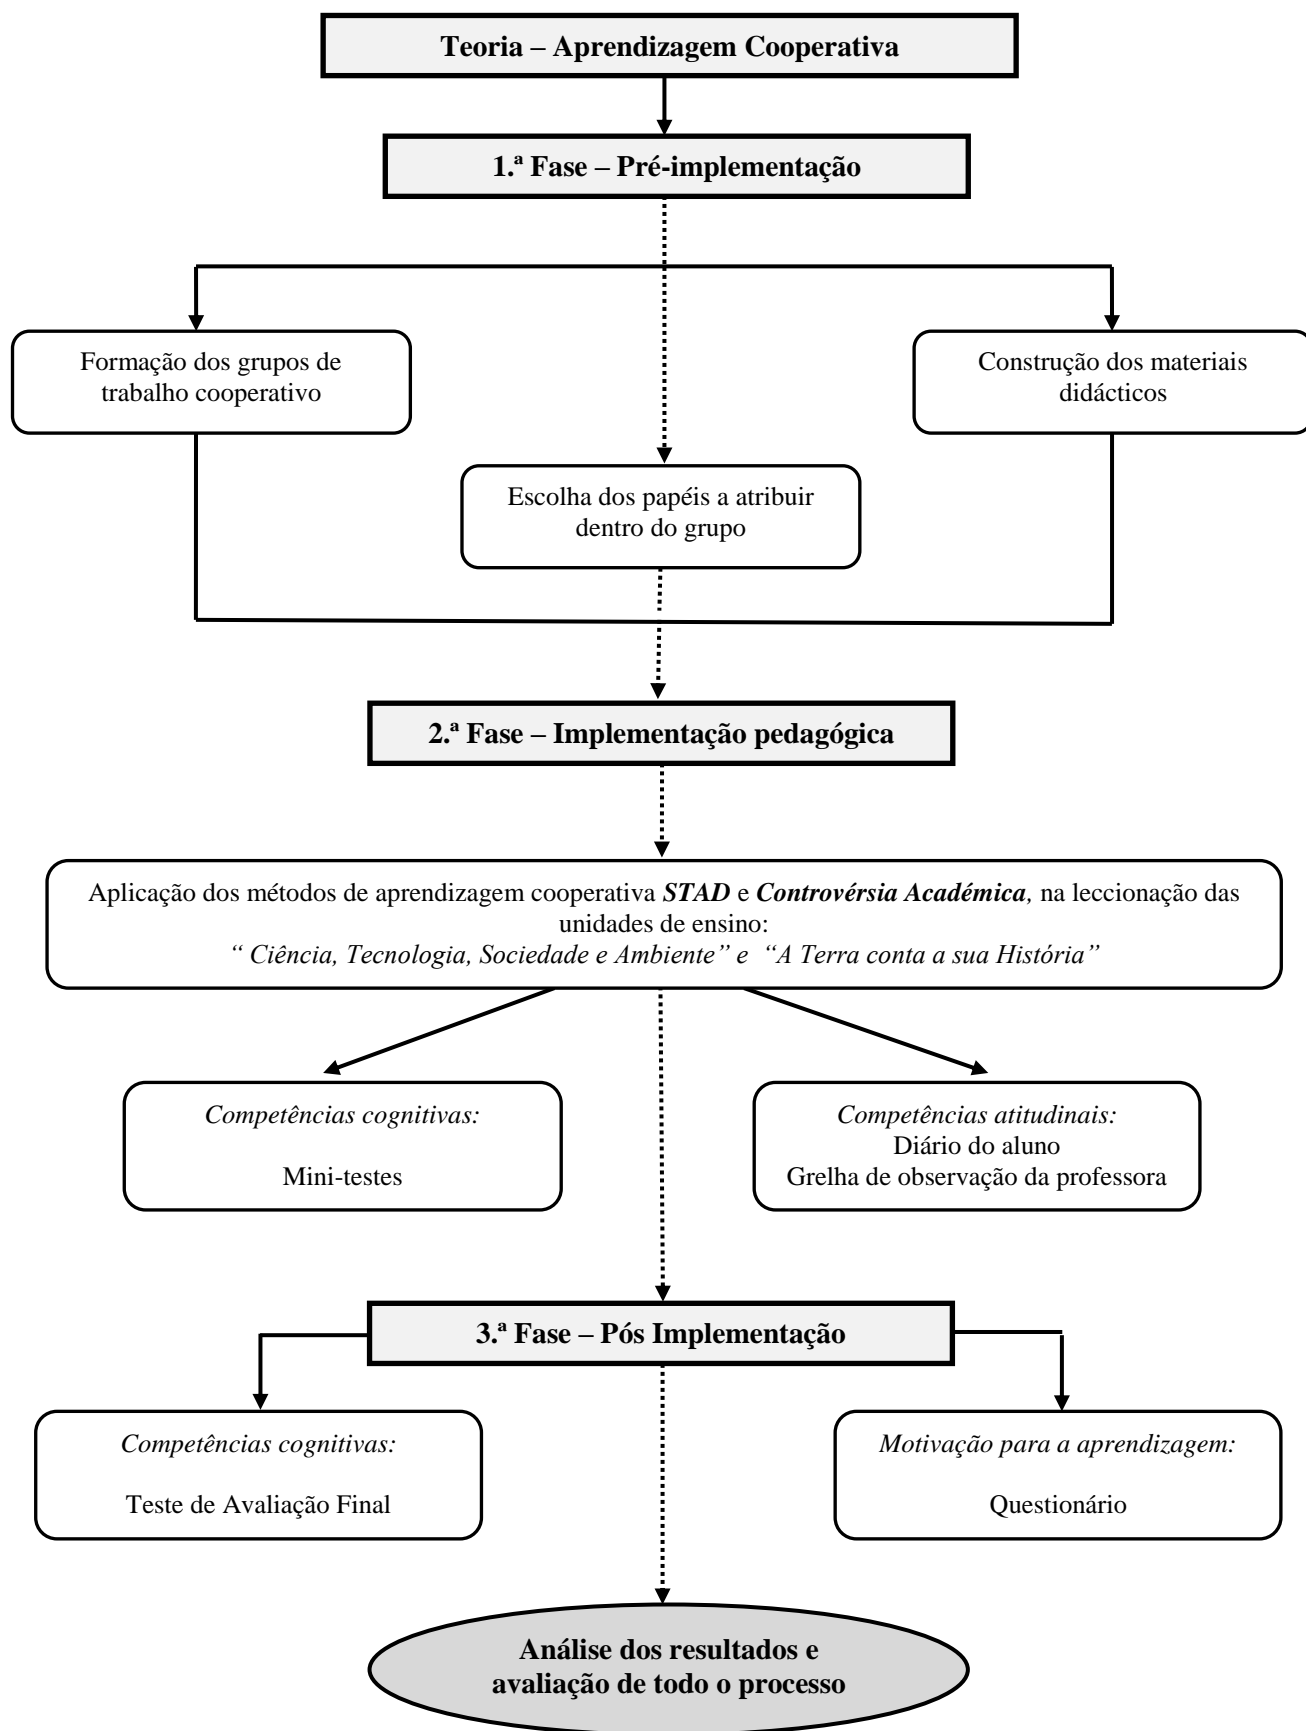 Teoria – Aprendizagem Cooperativa
1.ª Fase – Pré-implementação
Formação dos grupos de
trabalho cooperativo
Construção dos materiais
didácticos
Escolha dos papéis a atribuir
dentro do grupo
2.ª Fase – Implementação pedagógica
Aplicação dos métodos de aprendizagem cooperativa STAD e Controvérsia Académica, na leccionação das
unidades de ensino:
“ Ciência, Tecnologia, Sociedade e Ambiente” e “A Terra conta a sua História”
Competências cognitivas:
Mini-testes
Competências atitudinais:
Diário do aluno
Grelha de observação da professora
3.ª Fase – Pós Implementação
Competências cognitivas:
Teste de Avaliação Final
Motivação para a aprendizagem:
Questionário
Análise dos resultados e
avaliação de todo o processo